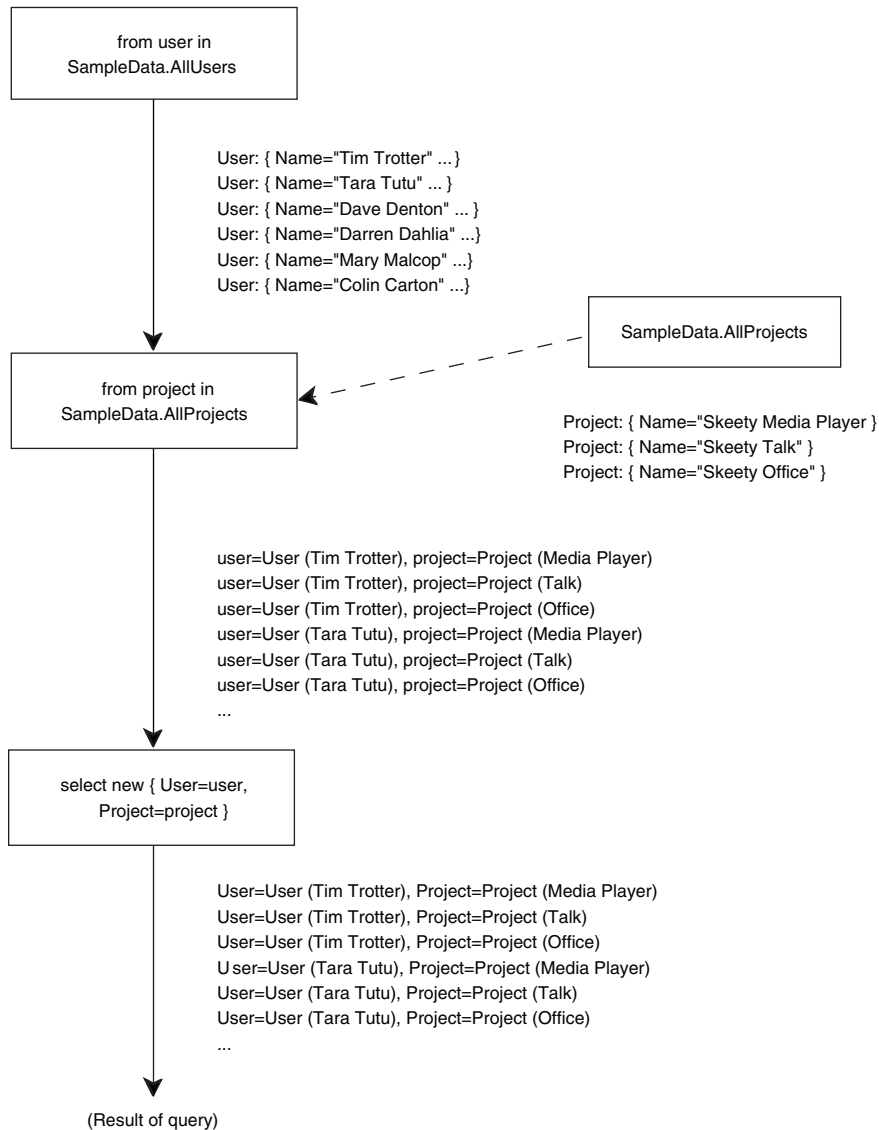 from user in
SampleData.AllUsers
User: { Name="Tim Trotter" ... }
User: { Name="Tara Tutu" ... }
User: { Name="Dave Denton" ... }
User: { Name="Darren Dahlia" ...}
User: { Name="Mary Malcop" ...}
User: { Name="Colin Carton" ...}
SampleData.AllProjects
from project in
SampleData.AllProjects
Project: { Name="Skeety Media Player }
Project: { Name="Skeety Talk" }
Project: { Name="Skeety Office" }
user=User (Tim Trotter), project=Project (Media Player)
user=User (Tim Trotter), project=Project (Talk)
user=User (Tim Trotter), project=Project (Office)
user=User (Tara Tutu), project=Project (Media Player)
user=User (Tara Tutu), project=Project (Talk)
user=User (Tara Tutu), project=Project (Office)
...
select new { User=user,
Project=project }
User=User (Tim Trotter), Project=Project (Media Player)
User=User (Tim Trotter), Project=Project (Talk)
User=User (Tim Trotter), Project=Project (Office)
U ser=User (Tara Tutu), Project=Project (Media Player)
User=User (Tara Tutu), Project=Project (Talk)
User=User (Tara Tutu), Project=Project (Office)
...
(Result of query)